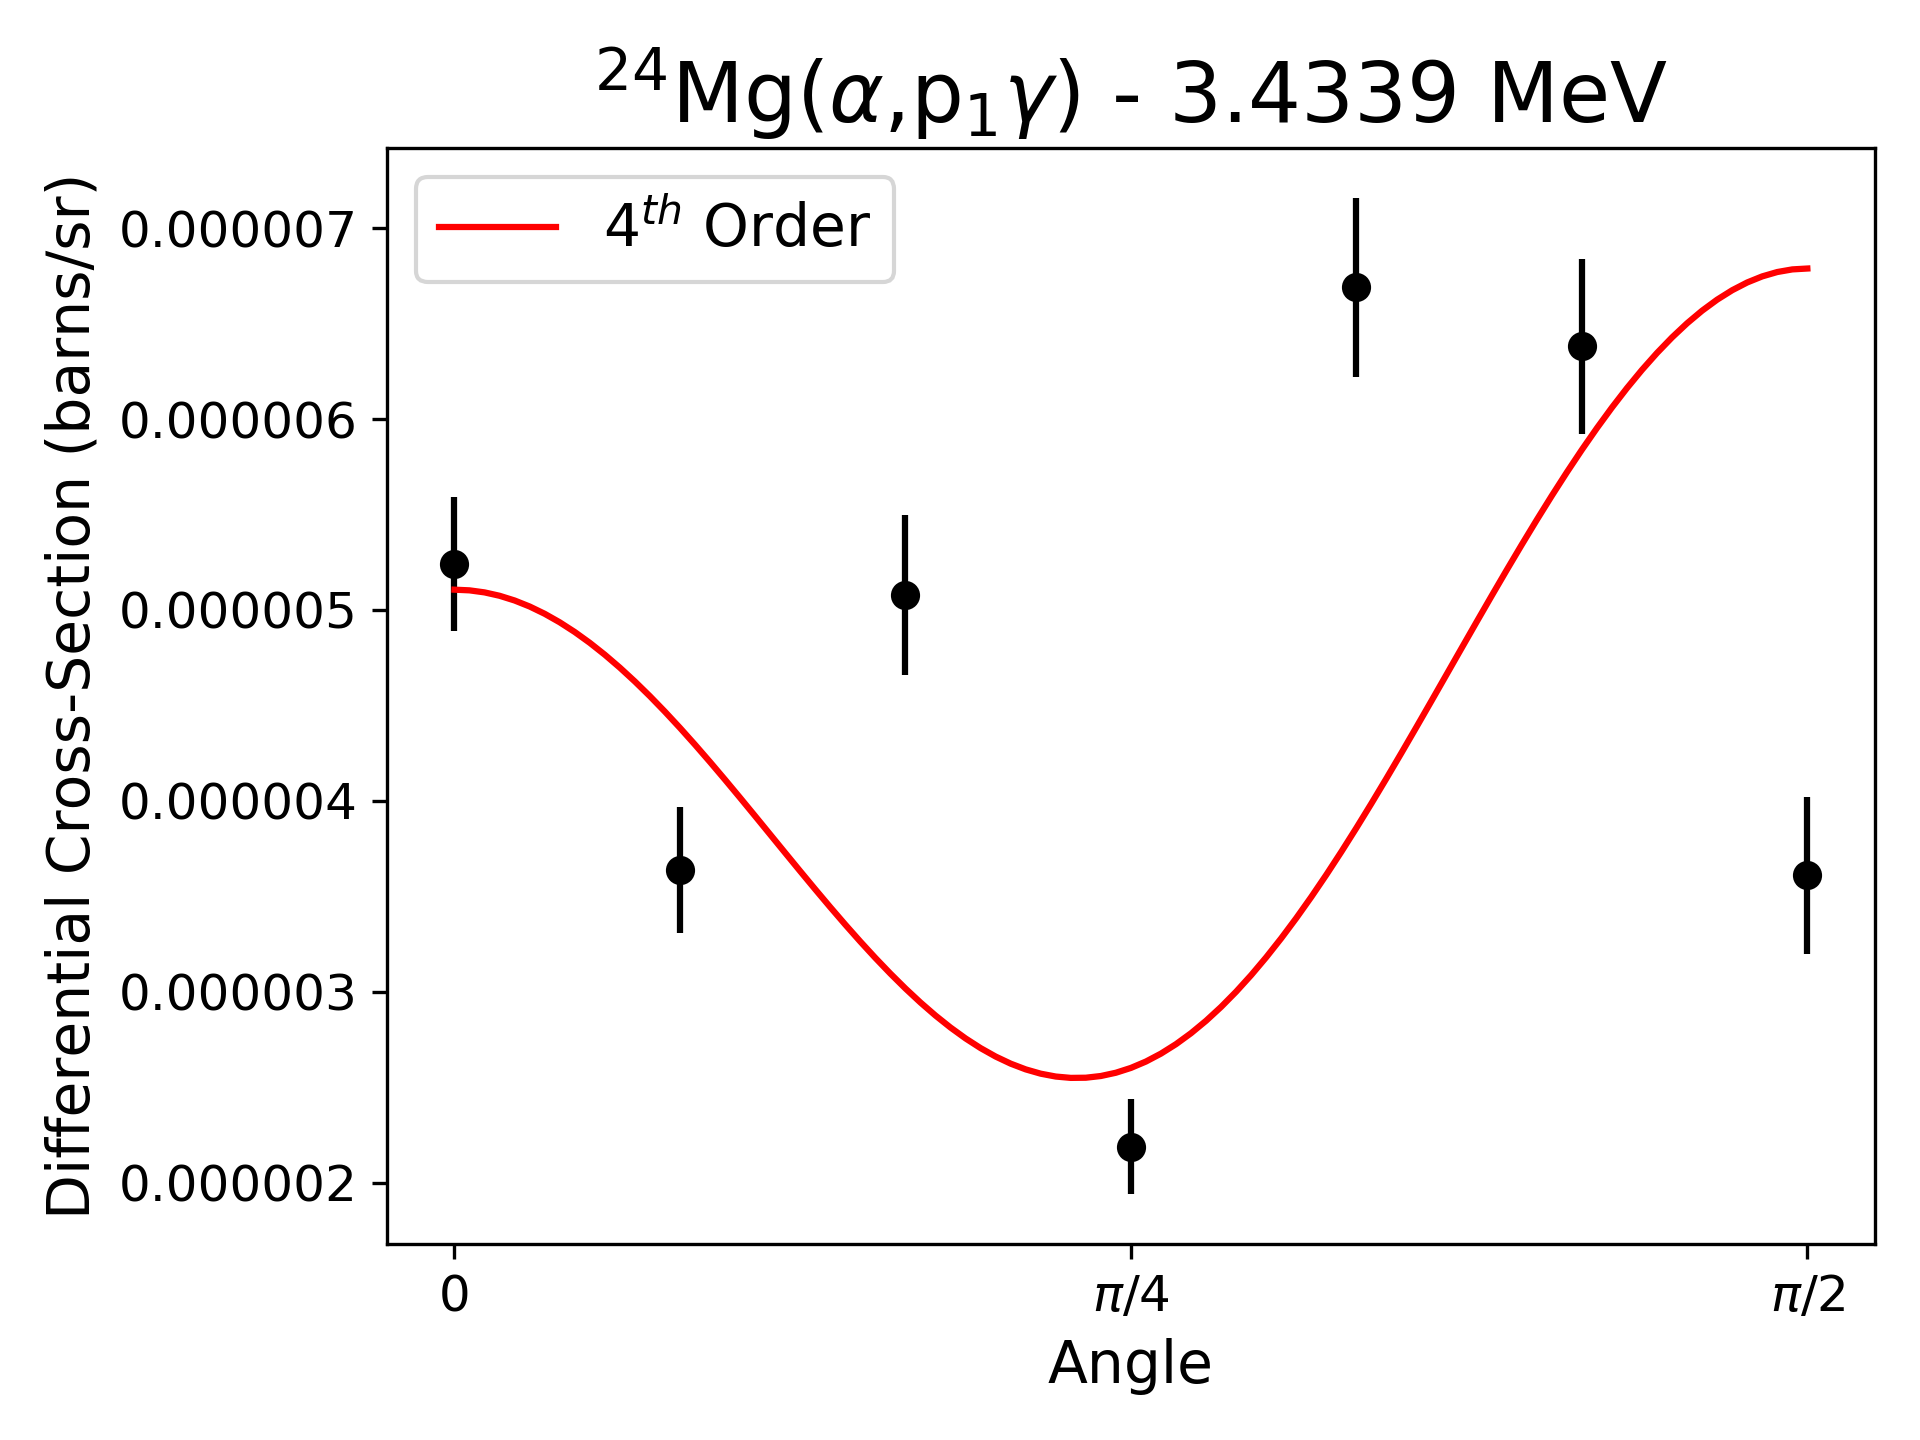 ²⁴Mg(α,p₁γ) - 3.4339 MeV
4ᵗʰ Order
Differential Cross-Section (barns/sr)
0.000007
0.000006
0.000005
0.000004
0.000003
0.000002
0 π/4 π/2
Angle